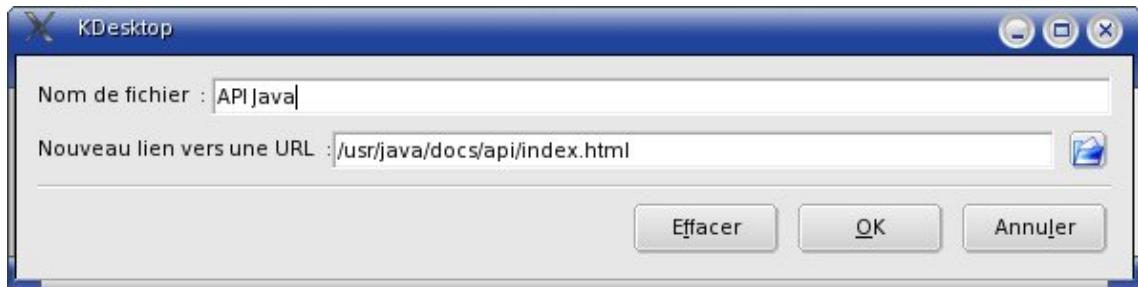 KDesktop
Nom de fichier : API Java
Nouveau lien vers une URL : /usr/java/docs/api/index.html
Effacer OK Annuler